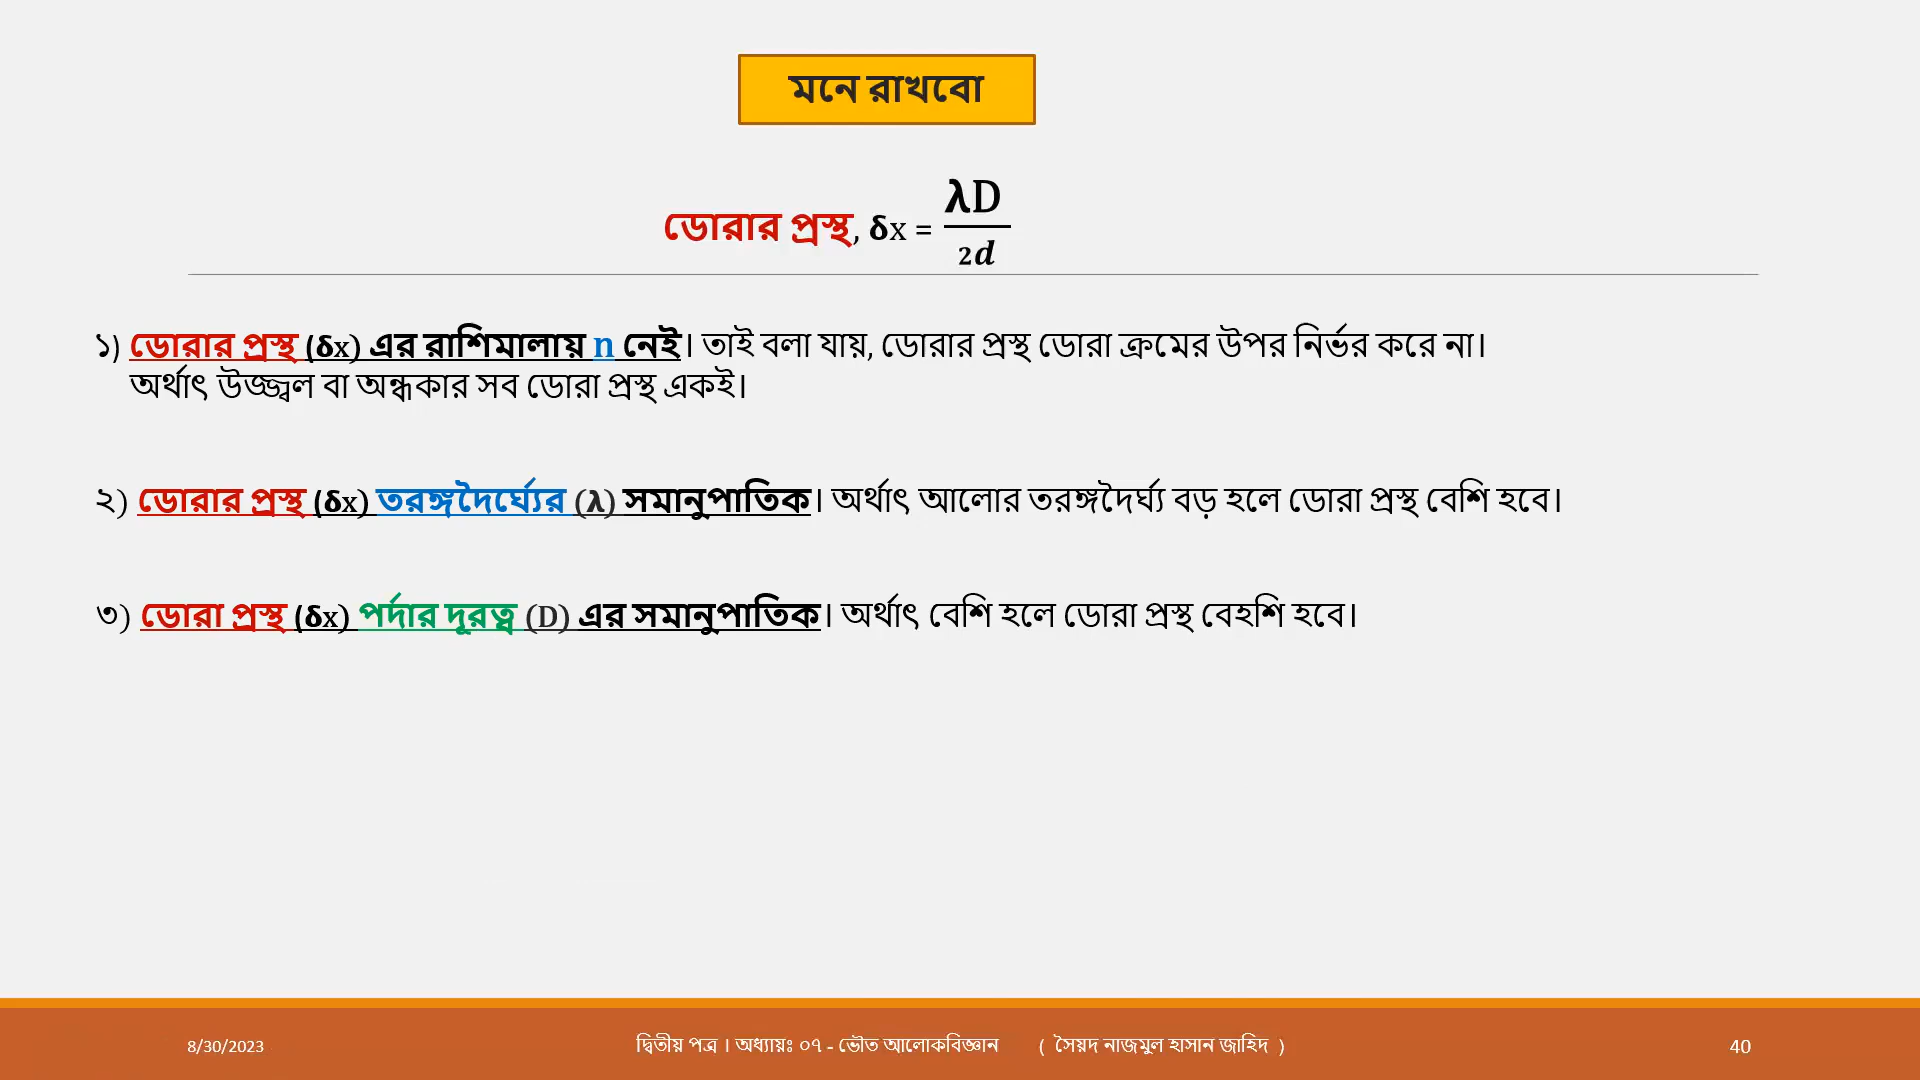 মনে রাখবো
ডোরার প্রস্থ, δx = λD / 2d
১) ডোরার প্রস্থ (δx) এর রাশিমালায় n নেই। তাই বলা যায়, ডোরার প্রস্থ ডোরা ক্রমের উপর নির্ভর করে না।
অর্থাৎ উজ্জ্বল বা অন্ধকার সব ডোরা প্রস্থ একই।
২) ডোরার প্রস্থ (δx) তরঙ্গদৈর্ঘ্যের (λ) সমানুপাতিক। অর্থাৎ আলোর তরঙ্গদৈর্ঘ্য বড় হলে ডোরা প্রস্থ বেশি হবে।
৩) ডোরা প্রস্থ (δx) পর্দার দূরত্ব (D) এর সমানুপাতিক। অর্থাৎ বেশি হলে ডোরা প্রস্থ বেহশি হবে।
8/30/2023 দ্বিতীয় পত্র । অধ্যায়ঃ ০৭ - ভৌত আলোকবিজ্ঞান ( সৈয়দ নাজমুল হাসান জাহিদ ) 40